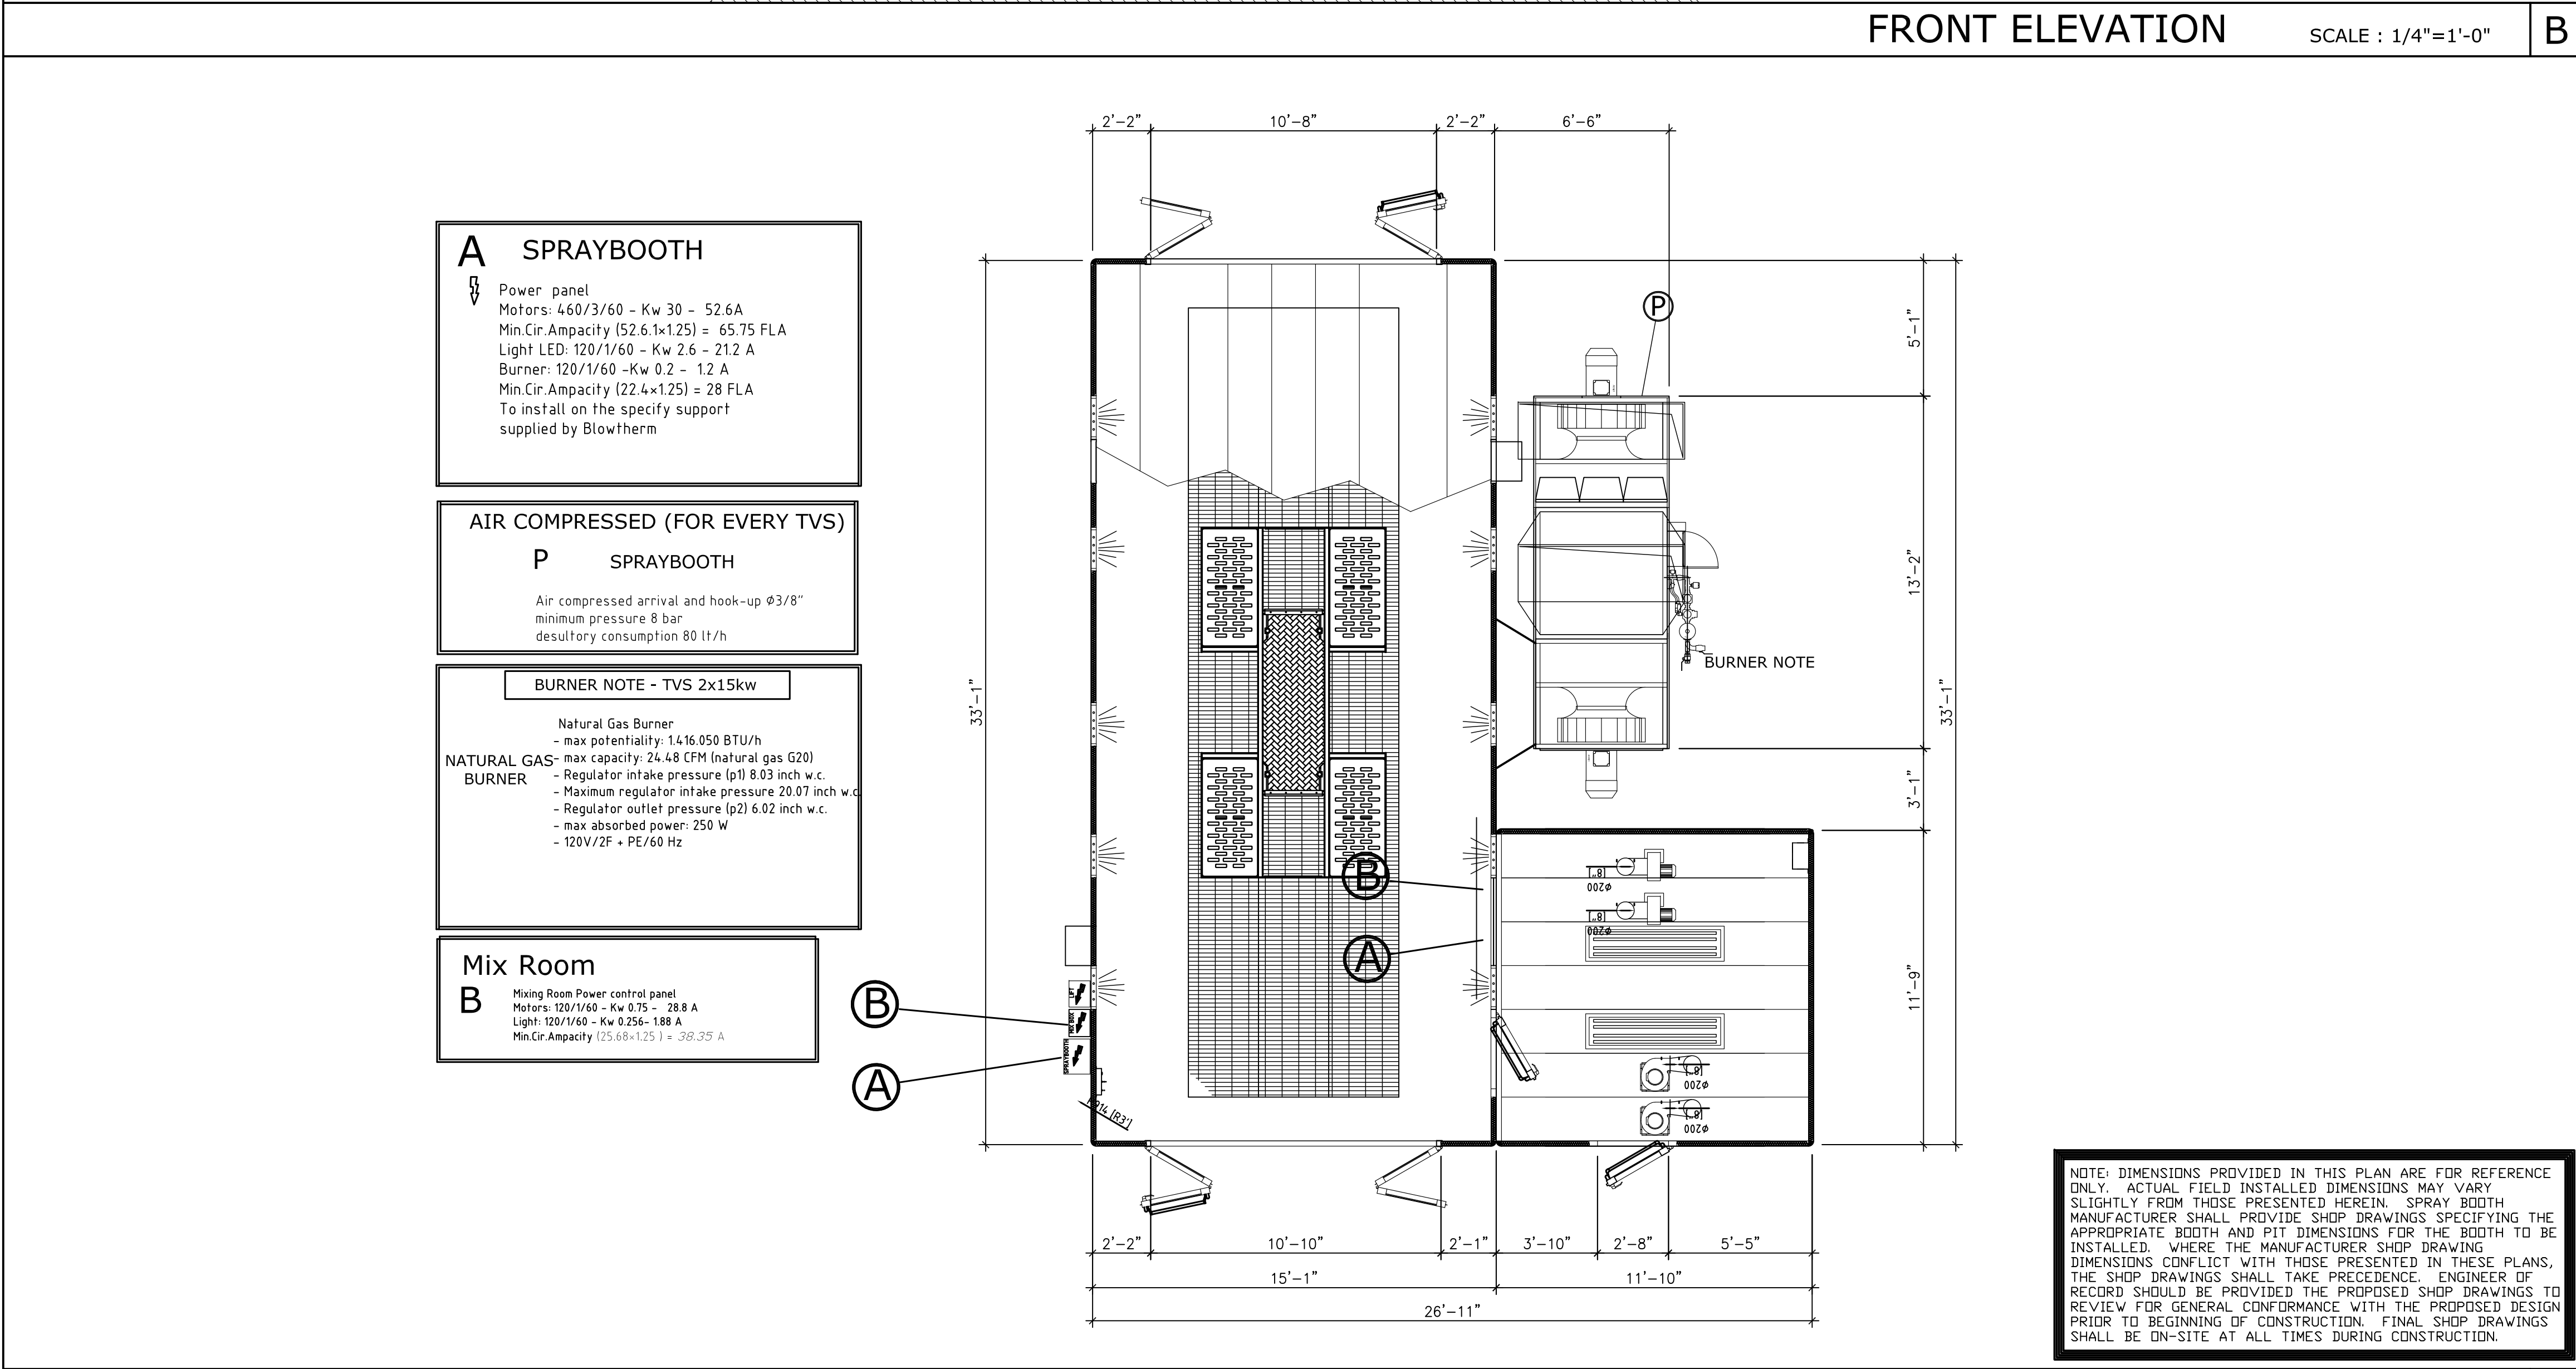 FRONT ELEVATION
SCALE : 1/4"=1'-0"
B
A SPRAYBOOTH
Power panel
Motors: 460/3/60 - Kw 30 - 52.6A
Min.Cir.Ampacity (52.6.1×1.25) = 65.75 FLA
Light LED: 120/1/60 - Kw 2.6 - 21.2 A
Burner: 120/1/60 -Kw 0.2 - 1.2 A
Min.Cir.Ampacity (22.4×1.25) = 28 FLA
To install on the specify support
supplied by Blowtherm
AIR COMPRESSED (FOR EVERY TVS)
P SPRAYBOOTH
Air compressed arrival and hook-up Ø3/8"
minimum pressure 8 bar
desultory consumption 80 lt/h
BURNER NOTE - TVS 2x15kw
NATURAL GAS
BURNER
Natural Gas Burner
- max potentiality: 1.416.050 BTU/h
- max capacity: 24.48 CFM (natural gas G20)
- Regulator intake pressure (p1) 8.03 inch w.c.
- Maximum regulator intake pressure 20.07 inch w.c.
- Regulator outlet pressure (p2) 6.02 inch w.c.
- max absorbed power: 250 W
- 120V/2F + PE/60 Hz
Mix Room
B
Mixing Room Power control panel
Motors: 120/1/60 - Kw 0.75 - 28.8 A
Light: 120/1/60 - Kw 0.256- 1.88 A
Min.Cir.Ampacity (25.68×1.25 ) = 38.35 A
2'-2"
10'-8"
2'-2"
6'-6"
P
5'-1"
13'-2"
BURNER NOTE
33'-1"
33'-1"
3'-1"
B
A
11'-9"
8"
Ø200
8"
Ø200
[8"]
Ø200
[8"]
Ø200
B
A
LIFT
MIX BOX
SPRAYBOOTH
R914 [R3']
2'-2"
10'-10"
2'-1"
3'-10"
2'-8"
5'-5"
15'-1"
11'-10"
26'-11"
NOTE: DIMENSIONS PROVIDED IN THIS PLAN ARE FOR REFERENCE
ONLY. ACTUAL FIELD INSTALLED DIMENSIONS MAY VARY
SLIGHTLY FROM THOSE PRESENTED HEREIN. SPRAY BOOTH
MANUFACTURER SHALL PROVIDE SHOP DRAWINGS SPECIFYING THE
APPROPRIATE BOOTH AND PIT DIMENSIONS FOR THE BOOTH TO BE
INSTALLED. WHERE THE MANUFACTURER SHOP DRAWING
DIMENSIONS CONFLICT WITH THOSE PRESENTED IN THESE PLANS,
THE SHOP DRAWINGS SHALL TAKE PRECEDENCE. ENGINEER OF
RECORD SHOULD BE PROVIDED THE PROPOSED SHOP DRAWINGS TO
REVIEW FOR GENERAL CONFORMANCE WITH THE PROPOSED DESIGN
PRIOR TO BEGINNING OF CONSTRUCTION. FINAL SHOP DRAWINGS
SHALL BE ON-SITE AT ALL TIMES DURING CONSTRUCTION.